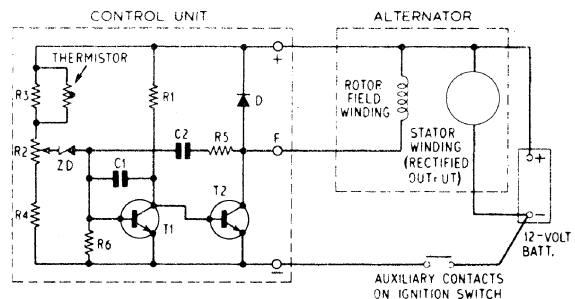 CONTROL UNIT
ALTERNATOR
THERMISTOR
R3
R1
+
D
ROTOR
FIELD
WINDING
R2
ZD
C2
R5
F
STATOR
WINDING
(RECTIFIED
OUTPUT)
C1
T2
+
R4
T1
R6
−
−
12-VOLT
BATT.
AUXILIARY CONTACTS
ON IGNITION SWITCH